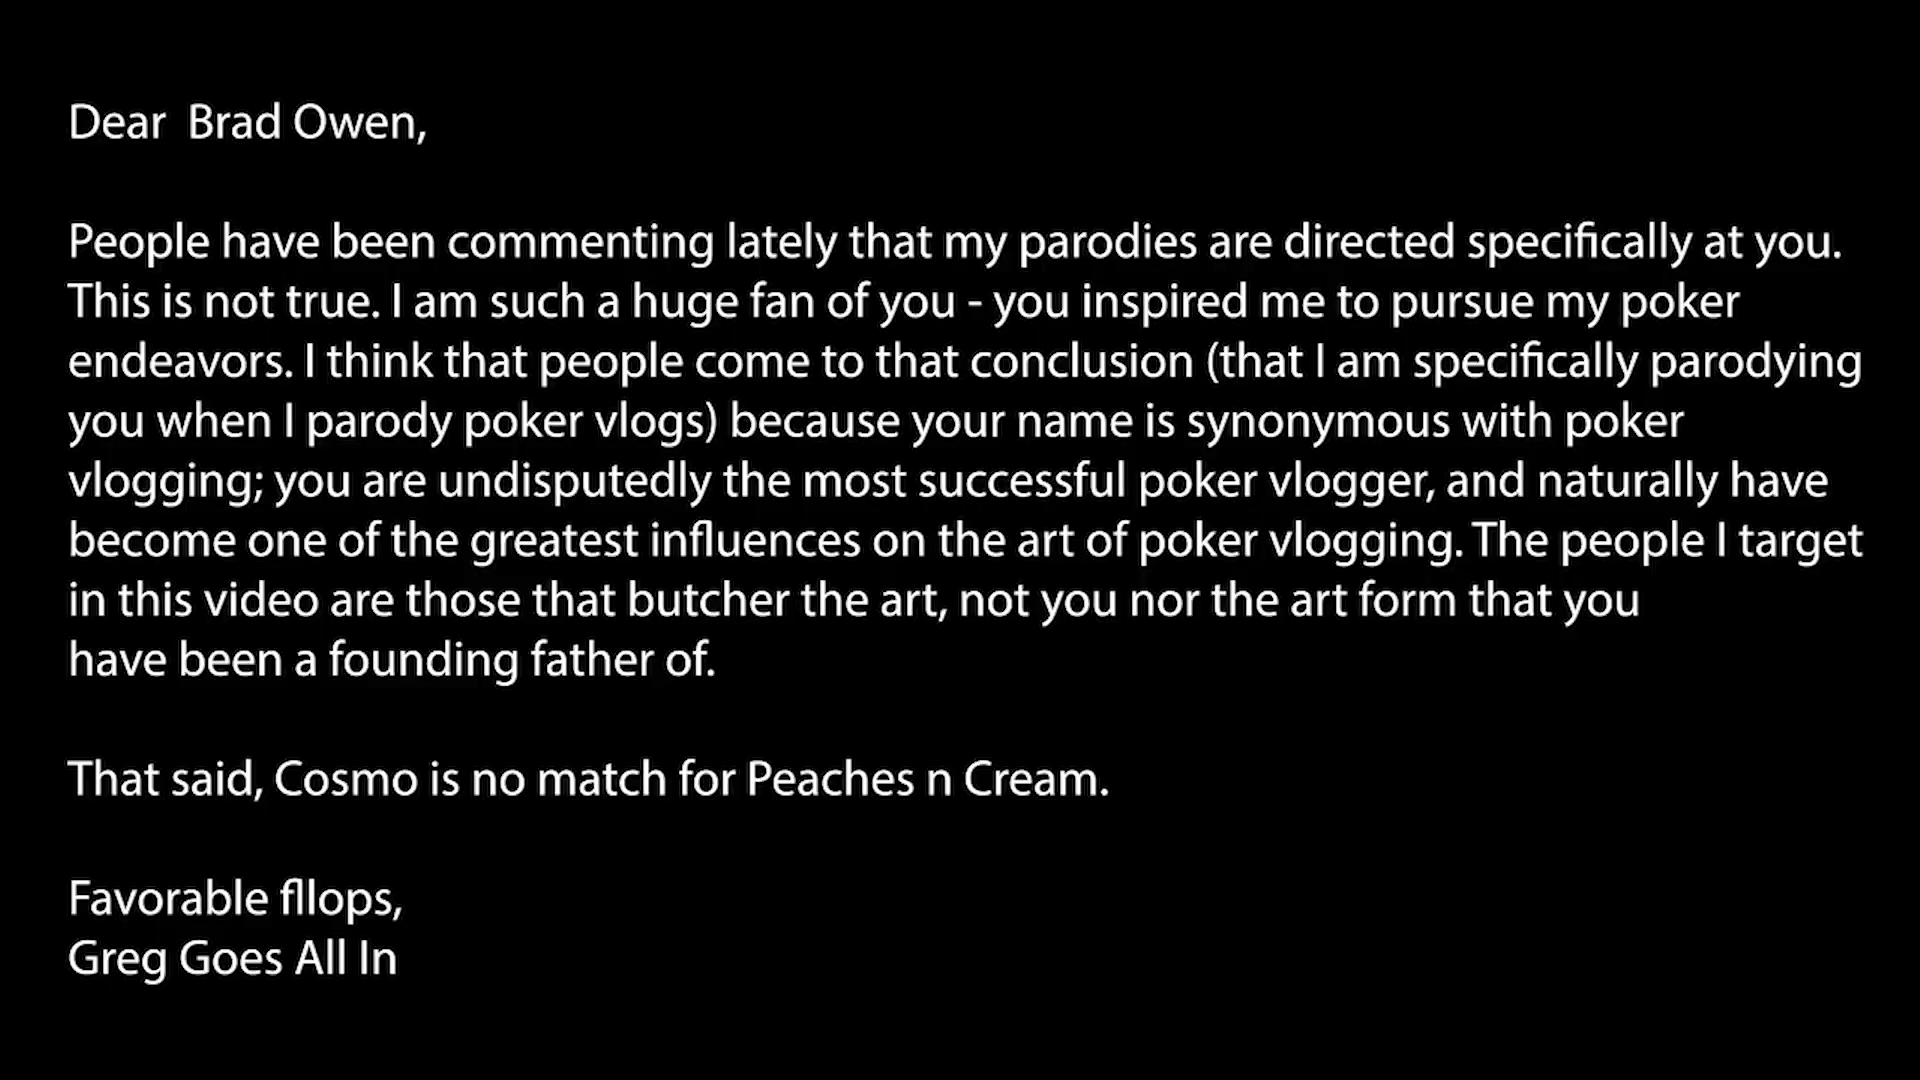 Dear  Brad Owen,
People have been commenting lately that my parodies are directed specifically at you.
This is not true. I am such a huge fan of you - you inspired me to pursue my poker
endeavors. I think that people come to that conclusion (that I am specifically parodying
you when I parody poker vlogs) because your name is synonymous with poker
vlogging; you are undisputedly the most successful poker vlogger, and naturally have
become one of the greatest influences on the art of poker vlogging. The people I target
in this video are those that butcher the art, not you nor the art form that you
have been a founding father of.
That said, Cosmo is no match for Peaches n Cream.
Favorable fllops,
Greg Goes All In